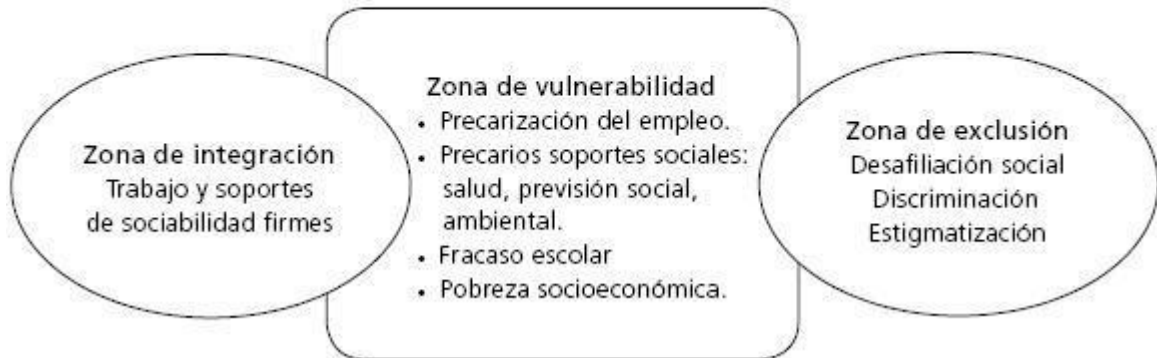 Zona de integración
Trabajo y soportes
de sociabilidad firmes
Zona de vulnerabilidad
• Precarización del empleo.
• Precarios soportes sociales:
salud, previsión social,
ambiental.
• Fracaso escolar
• Pobreza socioeconómica.
Zona de exclusión
Desafiliación social
Discriminación
Estigmatización